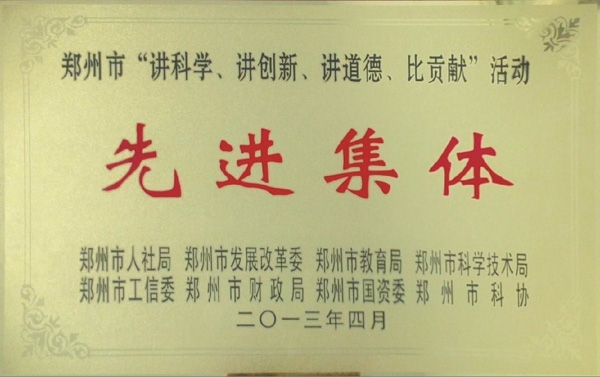 郑州市“讲科学、讲创新、讲道德、比贡献”活动
先进集体
郑州市人社局 郑州市发展改革委 郑州市教育局 郑州市科学技术局
郑州市工信委 郑州市财政局 郑州市国资委 郑州市科协
二〇一三年四月